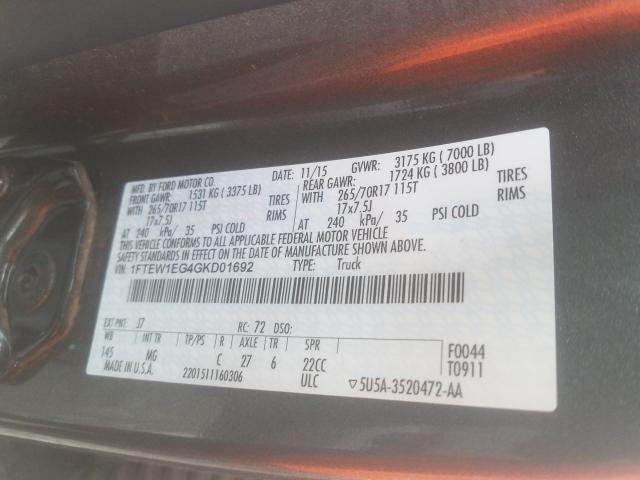 MFD. BY FORD MOTOR CO.
DATE: 11/15 GVWR: 3175 KG ( 7000 LB)
FRONT GAWR: 1531 KG ( 3375 LB) REAR GAWR: 1724 KG ( 3800 LB)
WITH 265/70R17 115T TIRES WITH 265/70R17 115T TIRES
17x7.5J RIMS 17x7.5J RIMS
AT 240 kPa/ 35 PSI COLD AT 240 kPa/ 35 PSI COLD
THIS VEHICLE CONFORMS TO ALL APPLICABLE FEDERAL MOTOR VEHICLE
SAFETY STANDARDS IN EFFECT ON THE DATE OF MANUFACTURE SHOWN ABOVE.
VIN: 1FTEW1EG4GKD01692 TYPE: Truck
EXT PNT: J7 RC: 72 DSO:
WB INT TR TP/PS R AXLE TR SPR
145 MG C 27 6 22CC F0044
MADE IN U.S.A. 2201511160306 ULC T0911
▽5U5A-3520472-AA